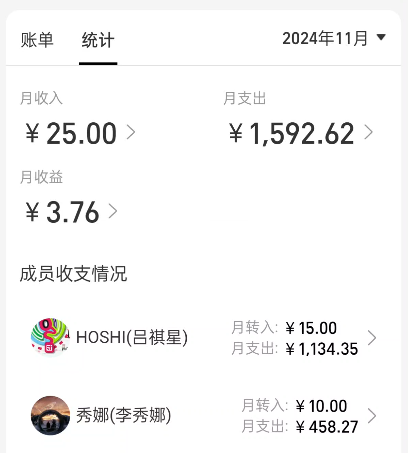 账单 统计 2024年11月
月收入 月支出
¥25.00 ¥1,592.62
月收益
¥3.76
成员收支情况
HOSHI(吕祺星) 月转入: ¥15.00
月支出: ¥1,134.35
秀娜(李秀娜) 月转入: ¥10.00
月支出: ¥458.27